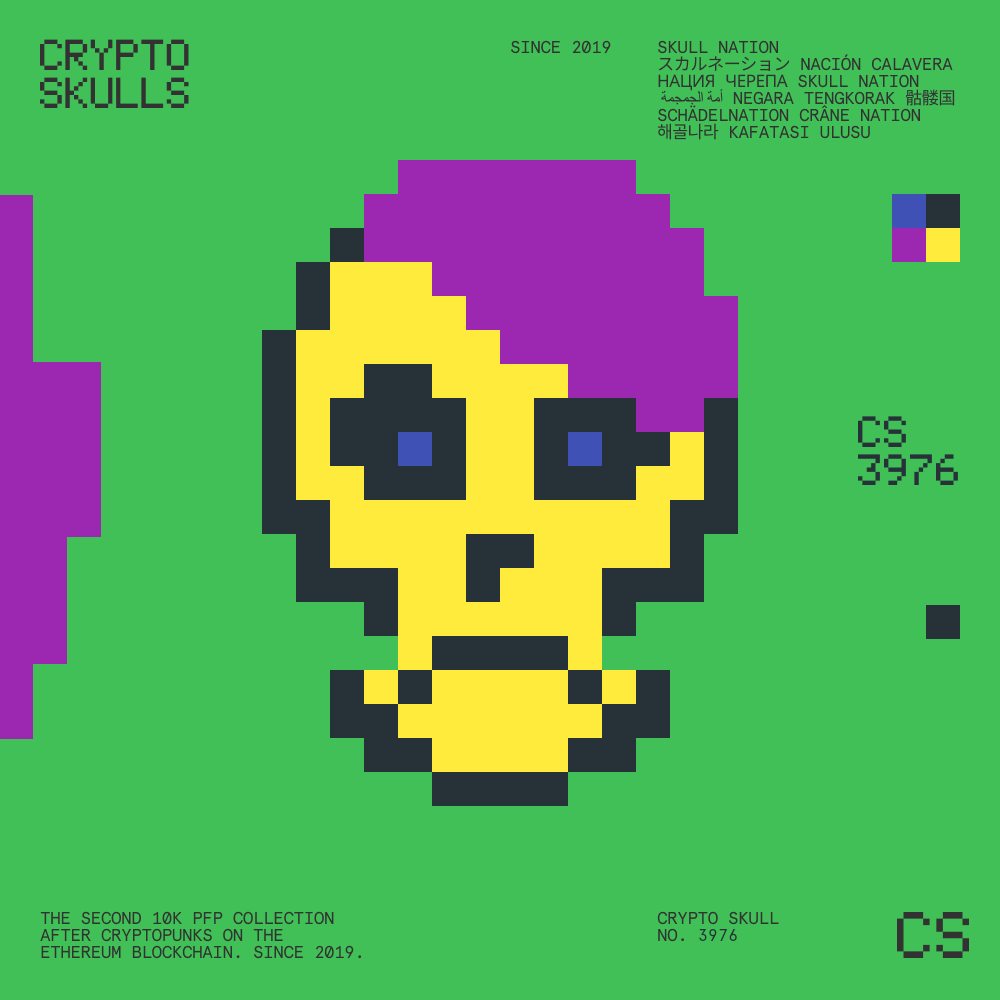 CRYPTO
SKULLS
SINCE 2019
SKULL NATION
スカルネーション NACIÓN CALAVERA
НАЦИЯ ЧЕРЕПА SKULL NATION
أمة الجمجمة NEGARA TENGKORAK 骷髅国
SCHÄDELNATION CRÂNE NATION
해골나라 KAFATASI ULUSU
CS
3976
THE SECOND 10K PFP COLLECTION
AFTER CRYPTOPUNKS ON THE
ETHEREUM BLOCKCHAIN. SINCE 2019.
CRYPTO SKULL
NO. 3976
CS